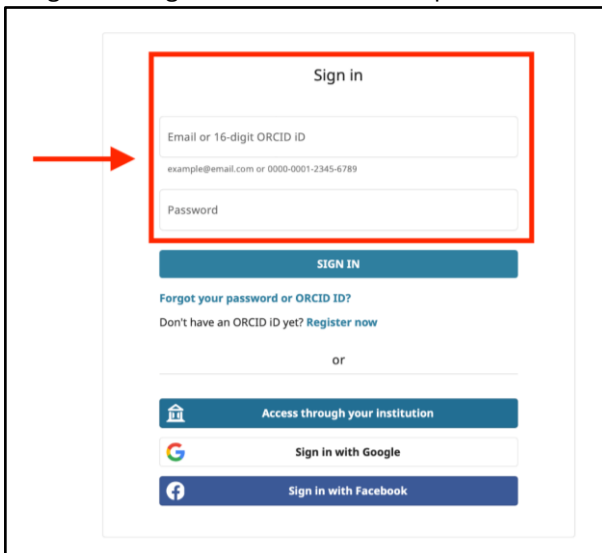 Sign in
Email or 16-digit ORCID iD
example@email.com or 0000-0001-2345-6789
Password
SIGN IN
Forgot your password or ORCID ID?
Don't have an ORCID iD yet? Register now
or
Access through your institution
Sign in with Google
Sign in with Facebook